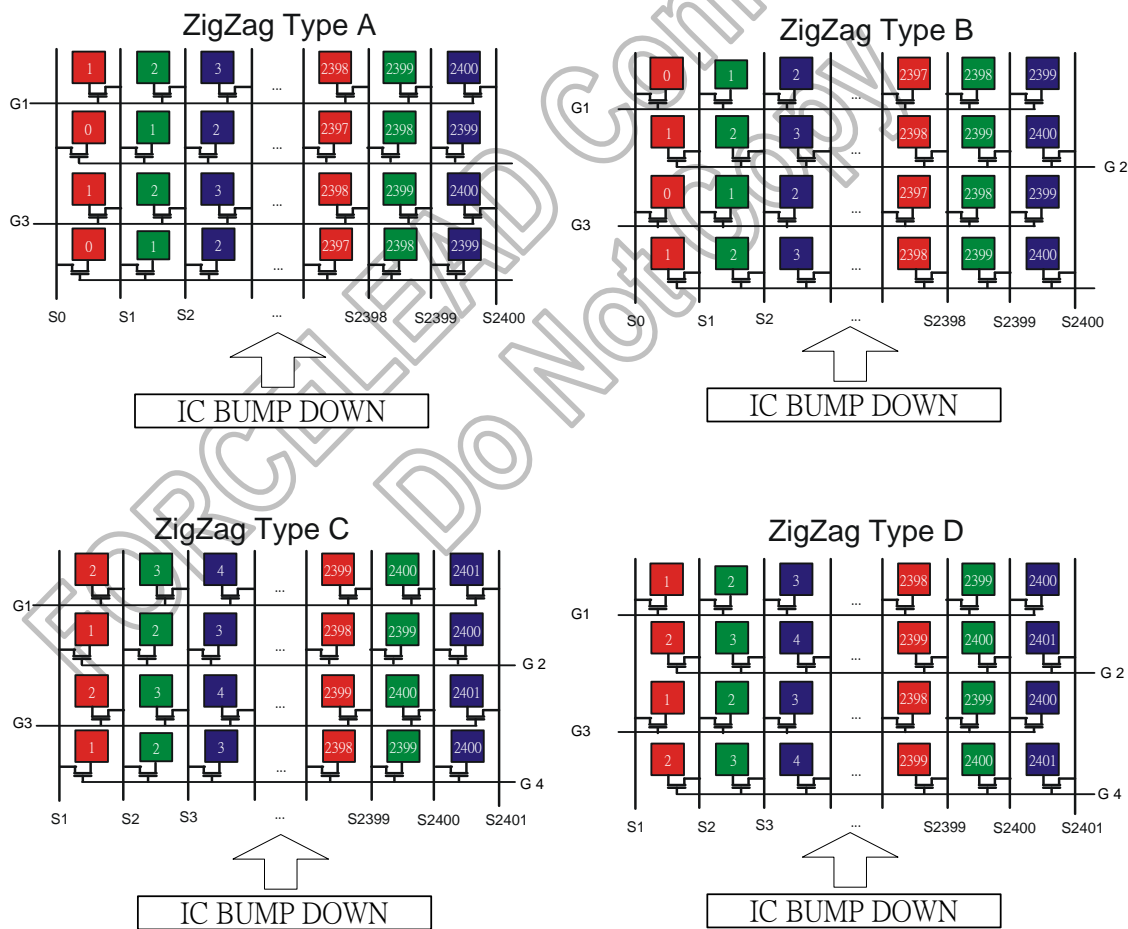 ZigZag Type A
1 2 3 2398 2399 2400
...
G1
0 1 2 2397 2398 2399
...
1 2 3 2398 2399 2400
...
G3
0 1 2 2397 2398 2399
...
S0 S1 S2 ... S2398 S2399 S2400
IC BUMP DOWN
ZigZag Type B
0 1 2 2397 2398 2399
...
G1
1 2 3 2398 2399 2400
...
G 2
0 1 2 2397 2398 2399
...
G3
1 2 3 2398 2399 2400
...
S0 S1 S2 ... S2398 S2399 S2400
IC BUMP DOWN
ZigZag Type C
2 3 4 2399 2400 2401
...
G1
1 2 3 2398 2399 2400
...
G 2
2 3 4 2399 2400 2401
...
G3
1 2 3 2398 2399 2400
...
G 4
S1 S2 S3 ... S2399 S2400 S2401
IC BUMP DOWN
ZigZag Type D
1 2 3 2398 2399 2400
...
G1
2 3 4 2399 2400 2401
...
G 2
1 2 3 2398 2399 2400
...
G3
2 3 4 2399 2400 2401
...
G 4
S1 S2 S3 ... S2399 S2400 S2401
IC BUMP DOWN
FORCELEAD
Do Not Copy